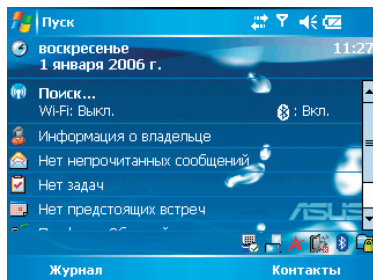 Пуск
воскресенье 11:27
1 января 2006 г.
Поиск...
Wi-Fi: Выкл. : Вкл.
Информация о владельце
Нет непрочитанных сообщений
Нет задач
Нет предстоящих встреч
ASUS
Журнал Контакты